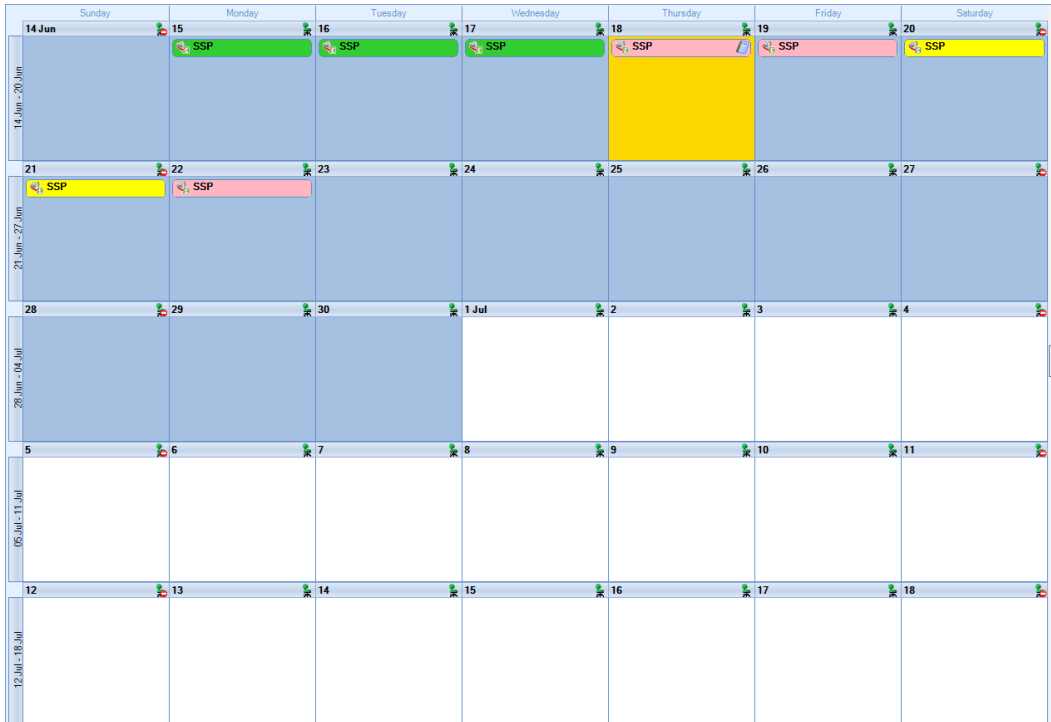 Sunday Monday Tuesday Wednesday Thursday Friday Saturday
14 Jun 15 16 17 18 19 20
14 Jun - 20 Jun
SSP SSP SSP SSP SSP SSP
21 22 23 24 25 26 27
21 Jun - 27 Jun
SSP SSP
28 29 30 1 Jul 2 3 4
28 Jun - 04 Jul
5 6 7 8 9 10 11
05 Jul - 11 Jul
12 13 14 15 16 17 18
12 Jul - 18 Jul